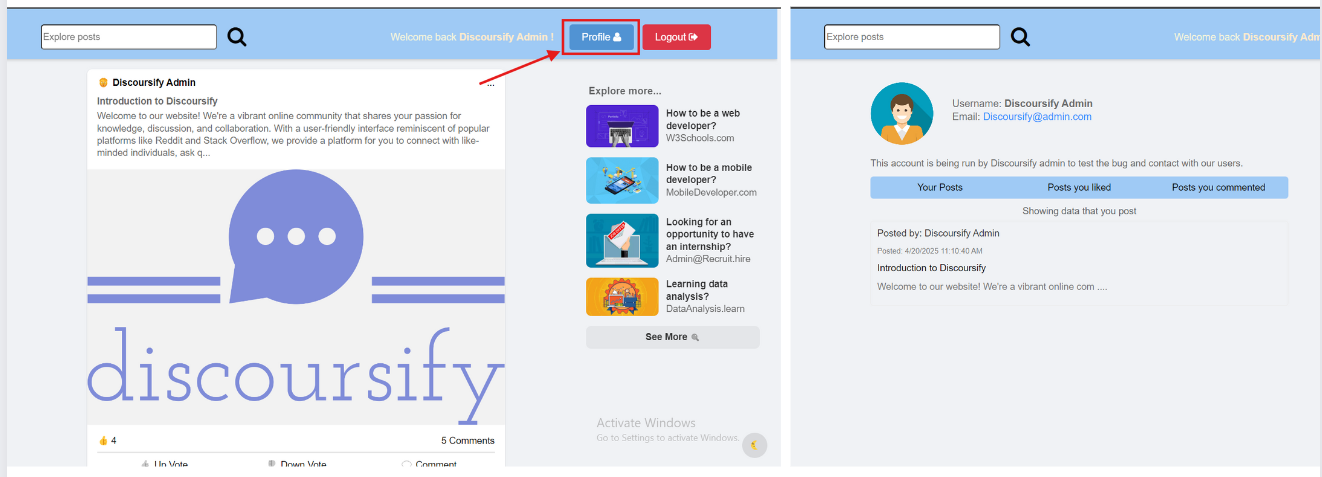 Explore posts
Welcome back Discoursify Admin !
Profile
Logout
Discoursify Admin
...
Introduction to Discoursify
Welcome to our website! We're a vibrant online community that shares your passion for
knowledge, discussion, and collaboration. With a user-friendly interface reminiscent of popular
platforms like Reddit and Stack Overflow, we provide a platform for you to connect with like-
minded individuals, ask q...
discoursify
4
5 Comments
Up Vote
Down Vote
Comment
Explore more...
How to be a web
developer?
W3Schools.com
How to be a mobile
developer?
MobileDeveloper.com
Looking for an
opportunity to have
an internship?
Admin@Recruit.hire
Learning data
analysis?
DataAnalysis.learn
See More
Activate Windows
Go to Settings to activate Windows.
Explore posts
Welcome back Discoursify Adm
Username: Discoursify Admin
Email: Discoursify@admin.com
This account is being run by Discoursify admin to test the bug and contact with our users.
Your Posts
Posts you liked
Posts you commented
Showing data that you post
Posted by: Discoursify Admin
Posted: 4/20/2025 11:10:40 AM
Introduction to Discoursify
Welcome to our website! We're a vibrant online com ....